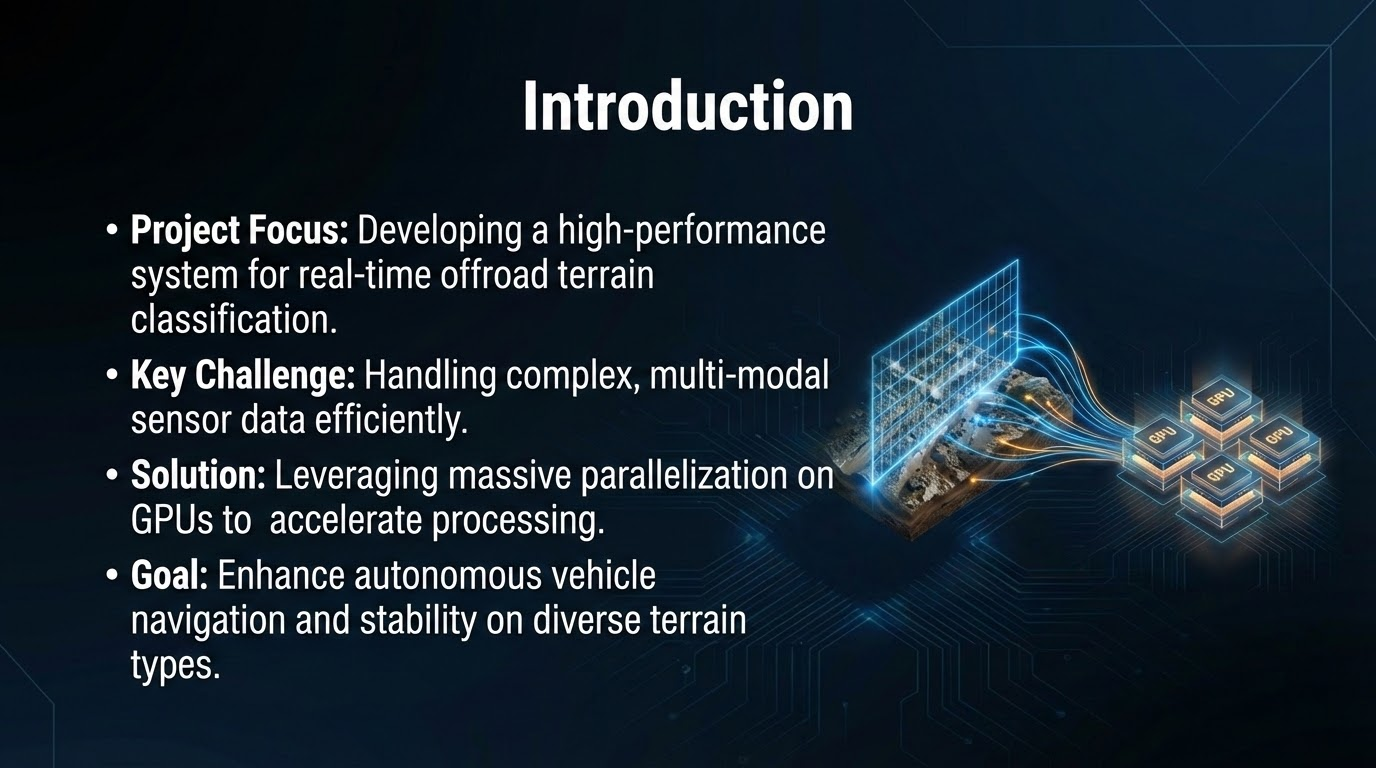 Introduction
• Project Focus: Developing a high-performance
system for real-time offroad terrain
classification.
• Key Challenge: Handling complex, multi-modal
sensor data efficiently.
• Solution: Leveraging massive parallelization on
GPUs to  accelerate processing.
• Goal: Enhance autonomous vehicle
navigation and stability on diverse terrain
types.
GPU
GPU
GPU
GPU